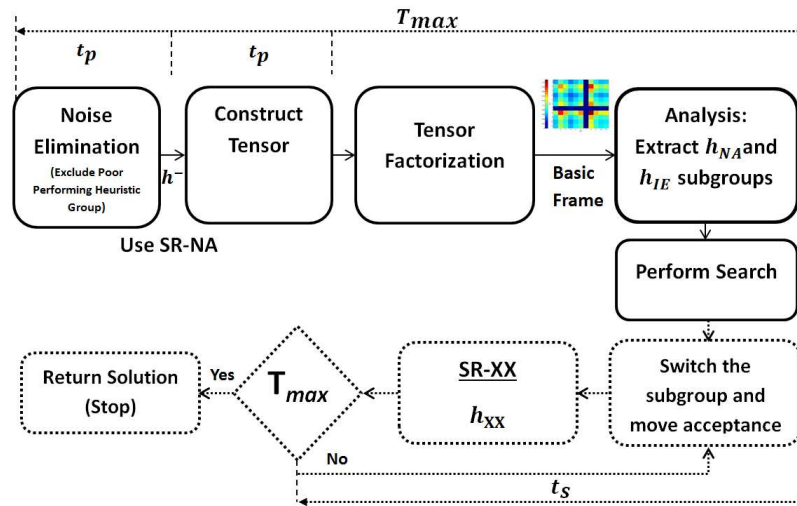 T_max
t_p
t_p
Noise
Elimination
(Exclude Poor
Performing Heuristic
Group)
h⁻
Construct
Tensor
Tensor
Factorization
Basic
Frame
Analysis:
Extract h_NA and
h_IE subgroups
Use SR-NA
Perform Search
Return Solution
(Stop)
Yes
T_max
SR-XX
h_XX
Switch the
subgroup and
move acceptance
No
t_s